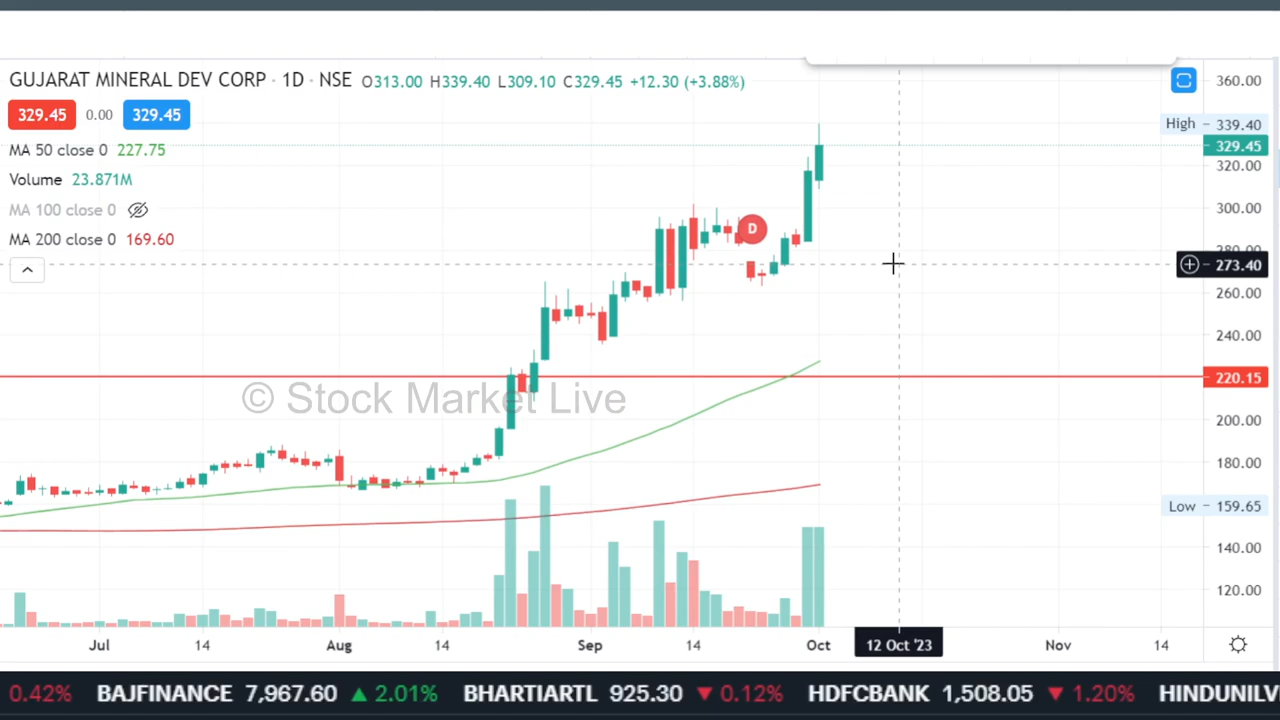 GUJARAT MINERAL DEV CORP · 1D · NSE O313.00 H339.40 L309.10 C329.45 +12.30 (+3.88%)
329.45 0.00 329.45
MA 50 close 0 227.75
Volume 23.871M
MA 100 close 0
MA 200 close 0 169.60
360.00
High 339.40
329.45
320.00
300.00
D
280.00
273.40
260.00
240.00
220.15
© Stock Market Live
200.00
180.00
Low 159.65
140.00
120.00
Jul 14 Aug 14 Sep 14 Oct 12 Oct '23 Nov 14
0.42% BAJFINANCE 7,967.60 ▲ 2.01% BHARTIARTL 925.30 ▼ 0.12% HDFCBANK 1,508.05 ▼ 1.20% HINDUNILV